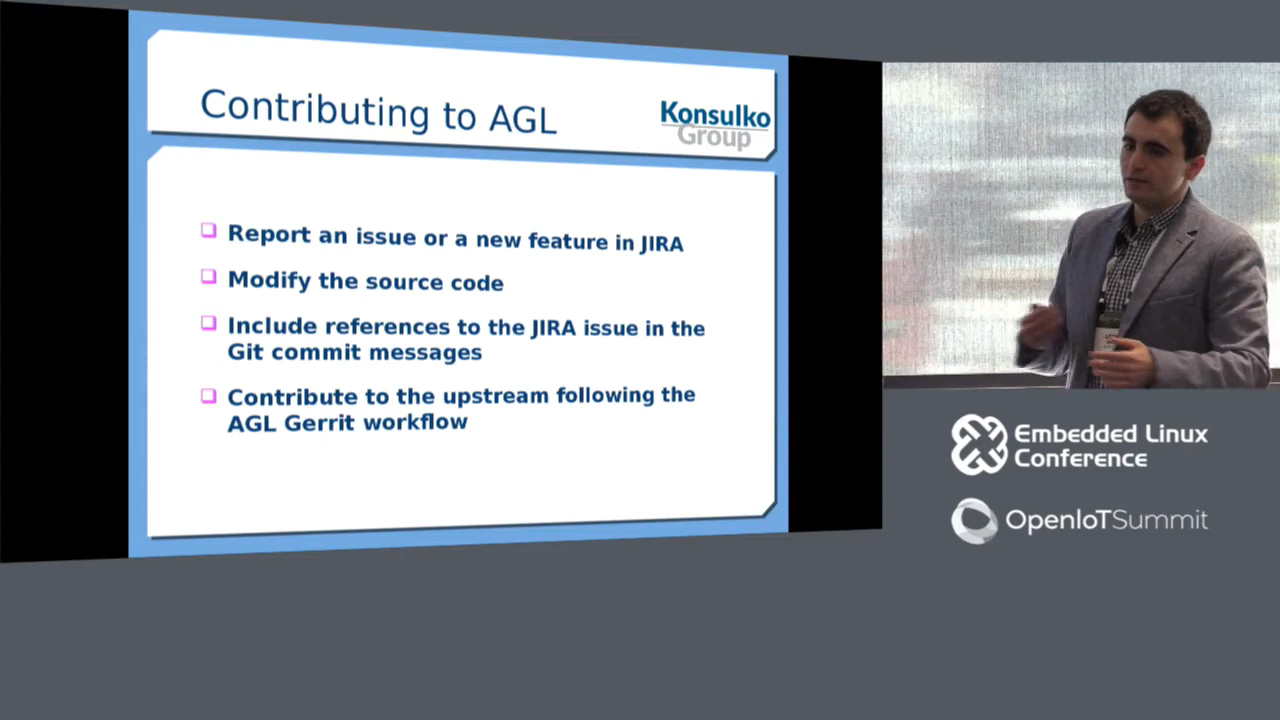 Contributing to AGL
Konsulko
Group
Report an issue or a new feature in JIRA
Modify the source code
Include references to the JIRA issue in the
Git commit messages
Contribute to the upstream following the
AGL Gerrit workflow
Embedded Linux
Conference
OpenIoTSummit